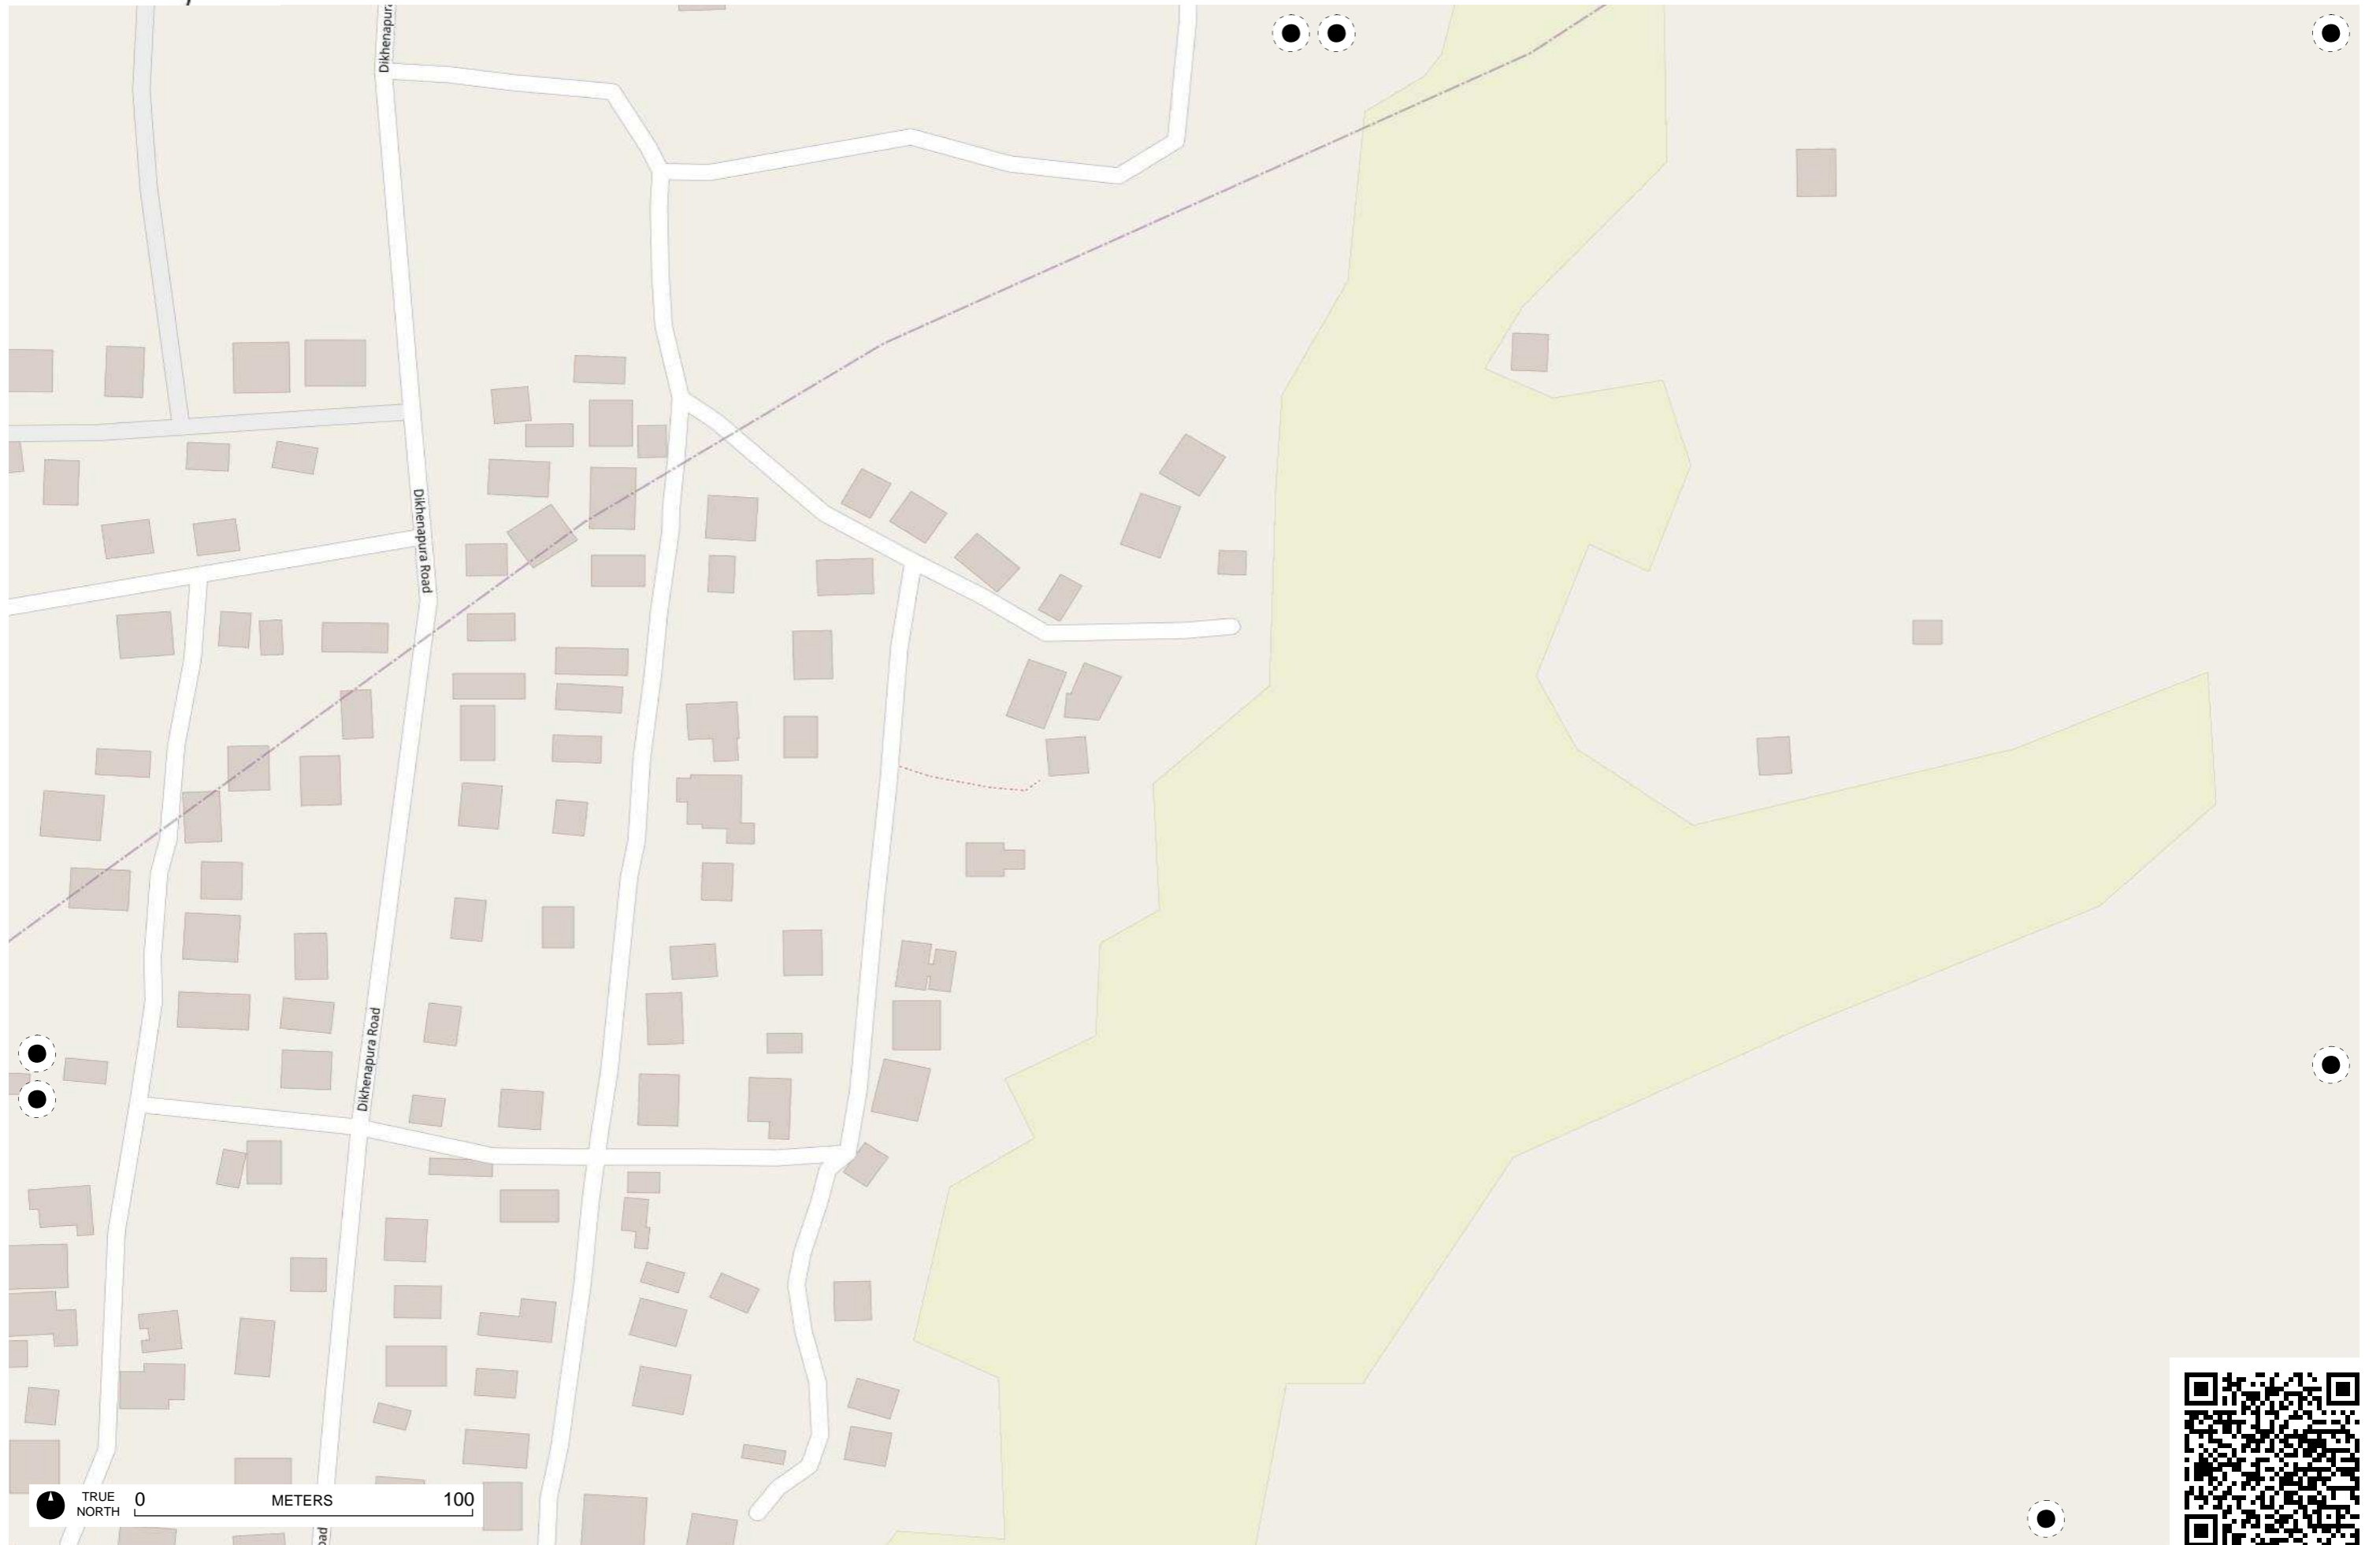 Dikhenapura
Dikhenapura Road
Dikhenapura Road
TRUE
NORTH
0
METERS
100